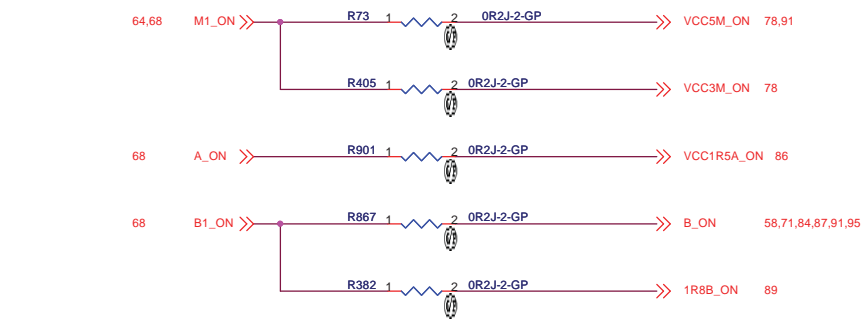 64,68 M1_ON R73 1 2 0R2J-2-GP VCC5M_ON 78,91
R405 1 2 0R2J-2-GP VCC3M_ON 78
68 A_ON R901 1 2 0R2J-2-GP VCC1R5A_ON 86
68 B1_ON R867 1 2 0R2J-2-GP B_ON 58,71,84,87,91,95
R382 1 2 0R2J-2-GP 1R8B_ON 89